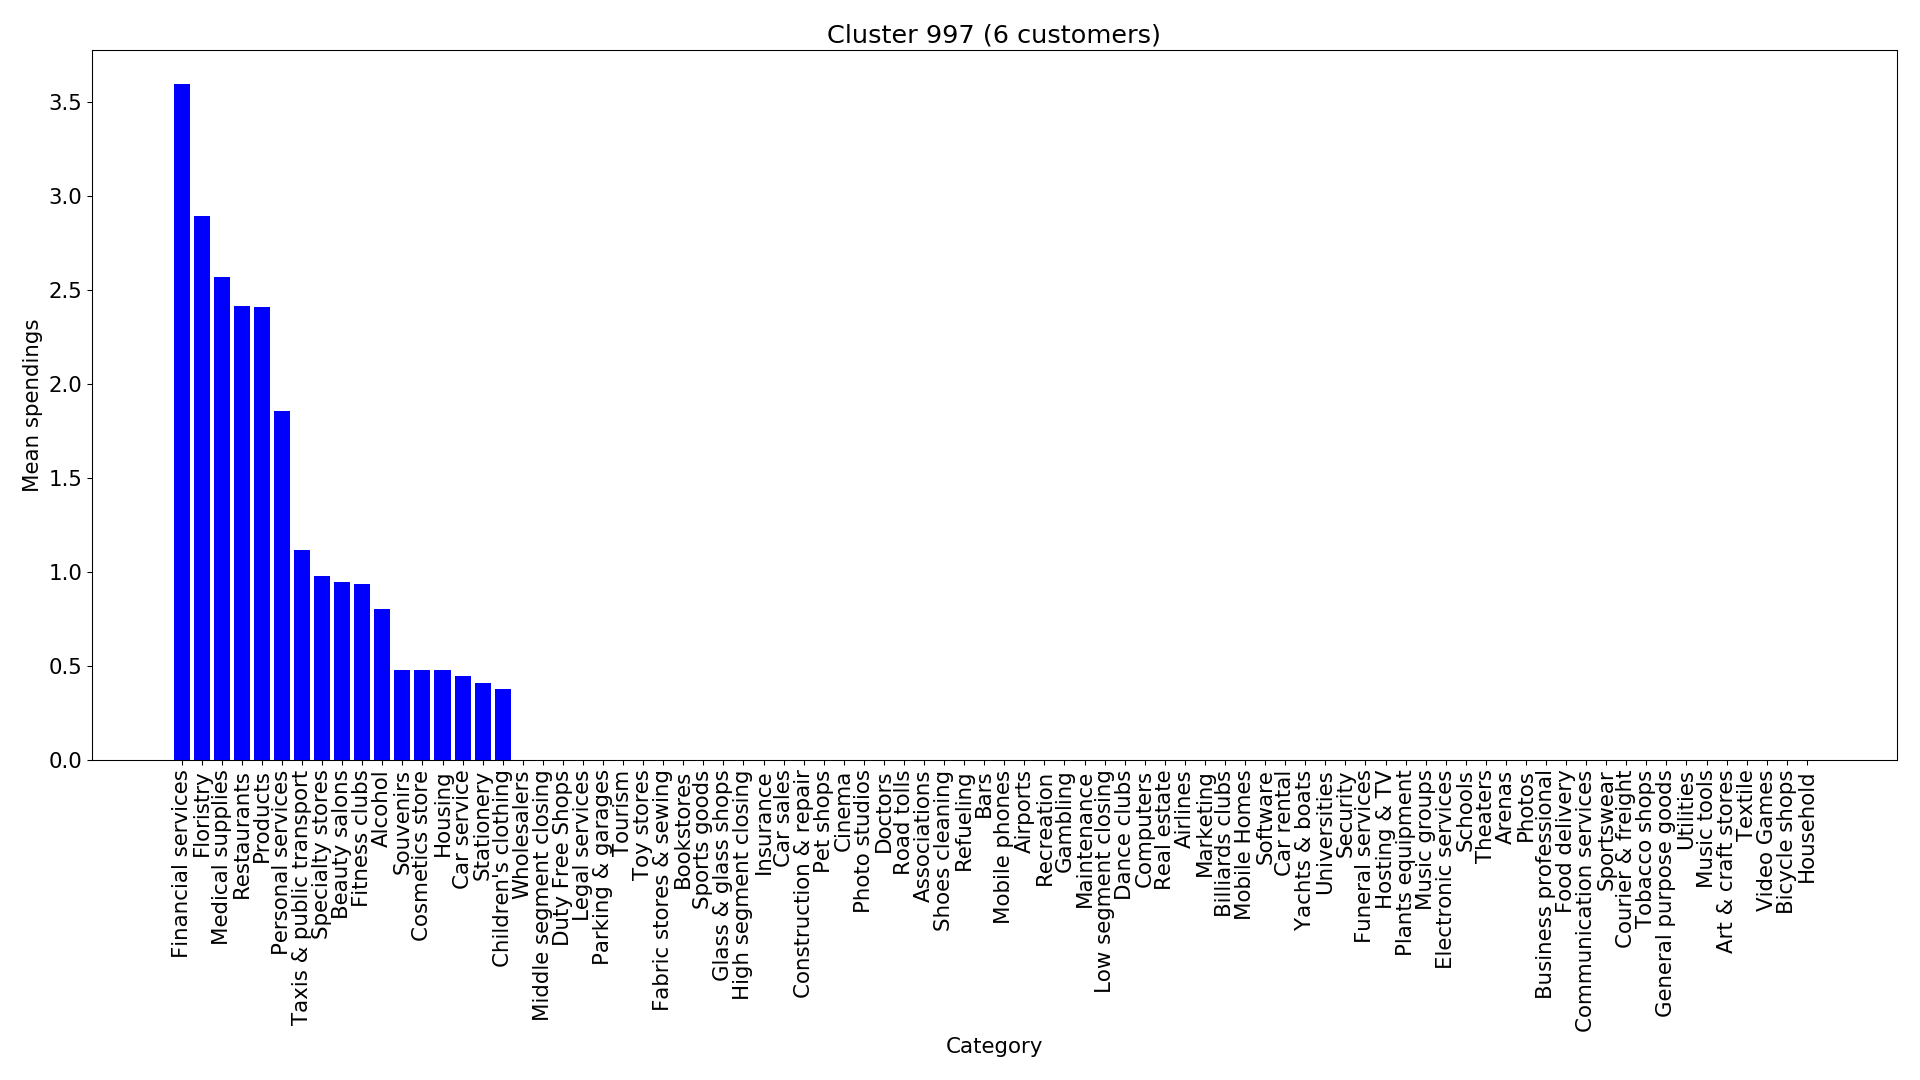 Cluster 997 (6 customers)
Mean spendings
3.5
3.0
2.5
2.0
1.5
1.0
0.5
0.0
Financial services
Floristry
Medical supplies
Restaurants
Products
Personal services
Taxis & public transport
Specialty stores
Beauty salons
Fitness clubs
Alcohol
Souvenirs
Cosmetics store
Housing
Car service
Stationery
Children's clothing
Wholesalers
Middle segment closing
Duty Free Shops
Legal services
Parking & garages
Tourism
Toy stores
Fabric stores & sewing
Bookstores
Sports goods
Glass & glass shops
High segment closing
Insurance
Car sales
Construction & repair
Pet shops
Cinema
Photo studios
Doctors
Road tolls
Associations
Shoes cleaning
Refueling
Bars
Mobile phones
Airports
Recreation
Gambling
Maintenance
Low segment closing
Dance clubs
Computers
Real estate
Airlines
Marketing
Billiards clubs
Mobile Homes
Software
Car rental
Yachts & boats
Universities
Security
Funeral services
Hosting & TV
Plants equipment
Music groups
Electronic services
Schools
Theaters
Arenas
Photos
Business professional
Food delivery
Communication services
Sportswear
Courier & freight
Tobacco shops
General purpose goods
Utilities
Music tools
Art & craft stores
Textile
Video Games
Bicycle shops
Household
Category